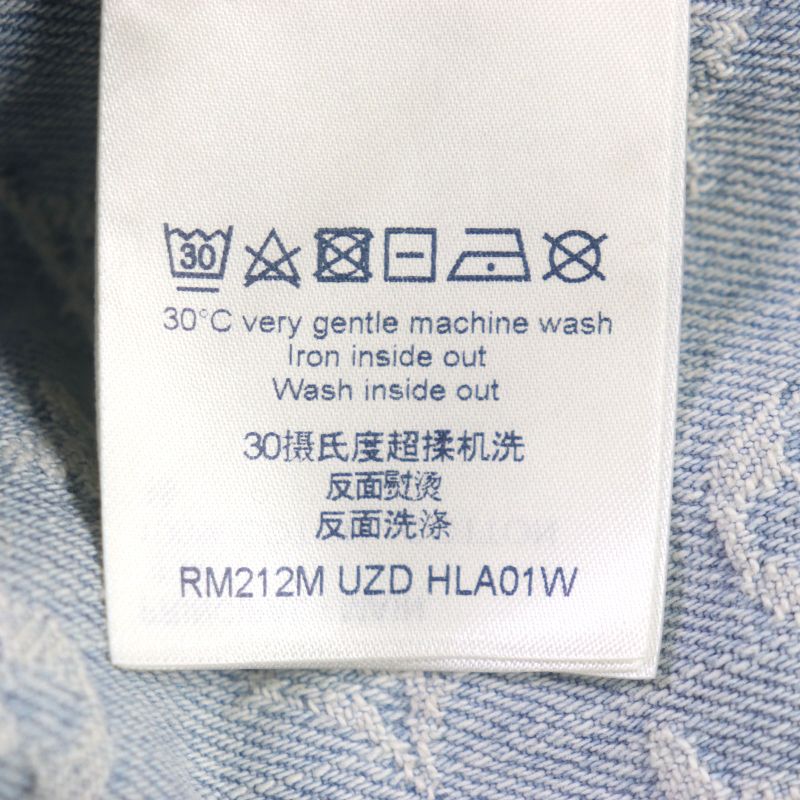 30
30°C very gentle machine wash
Iron inside out
Wash inside out
30摄氏度超揉机洗
反面熨烫
反面洗涤
RM212M UZD HLA01W